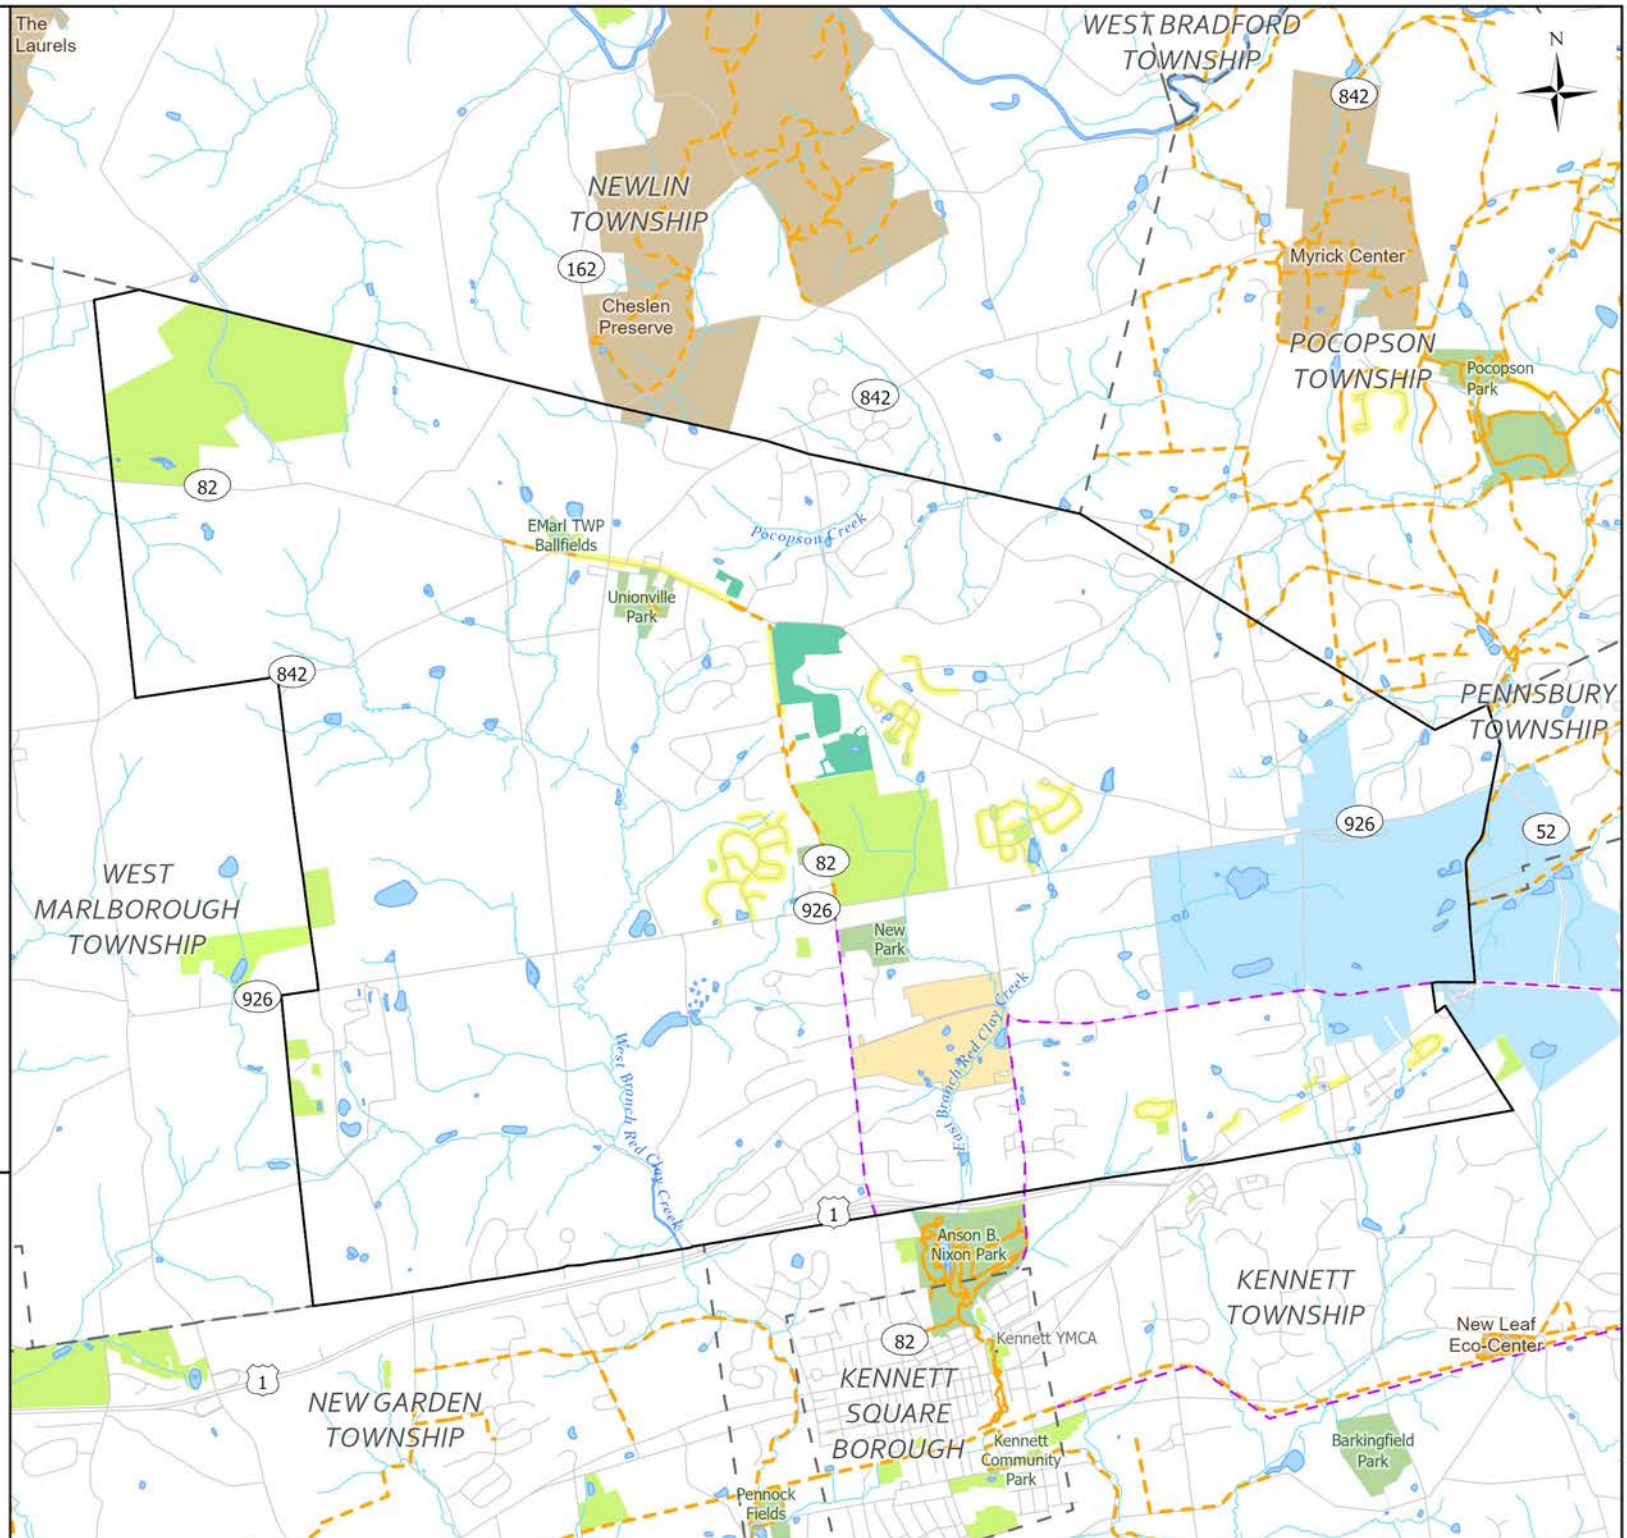 The
Laurels
WEST BRADFORD
TOWNSHIP
N
842
NEWLIN
TOWNSHIP
162
Myrick Center
Cheslen
Preserve
POCOPSON
TOWNSHIP
Pocopson
Park
842
82
EMarl TWP
Ballfields
Pocopson Creek
Unionville
Park
842
PENNSBURY
TOWNSHIP
926
52
82
WEST
MARLBOROUGH
TOWNSHIP
926
New
Park
926
East Branch Red Clay Creek
West Branch Red Clay Creek
1
Anson B.
Nixon Park
KENNETT
TOWNSHIP
82
Kennett YMCA
New Leaf
Eco-Center
1
KENNETT
SQUARE
BOROUGH
NEW GARDEN
TOWNSHIP
Kennett
Community
Park
Barkingfield
Park
Pennock
Fields